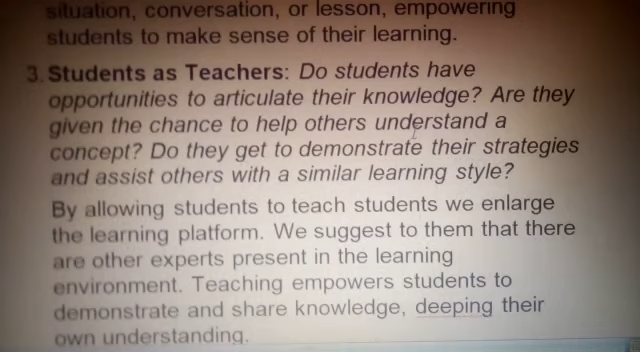 situation, conversation, or lesson, empowering
students to make sense of their learning.
3. Students as Teachers: Do students have
opportunities to articulate their knowledge? Are they
given the chance to help others understand a
concept? Do they get to demonstrate their strategies
and assist others with a similar learning style?
By allowing students to teach students we enlarge
the learning platform. We suggest to them that there
are other experts present in the learning
environment. Teaching empowers students to
demonstrate and share knowledge, deeping their
own understanding.